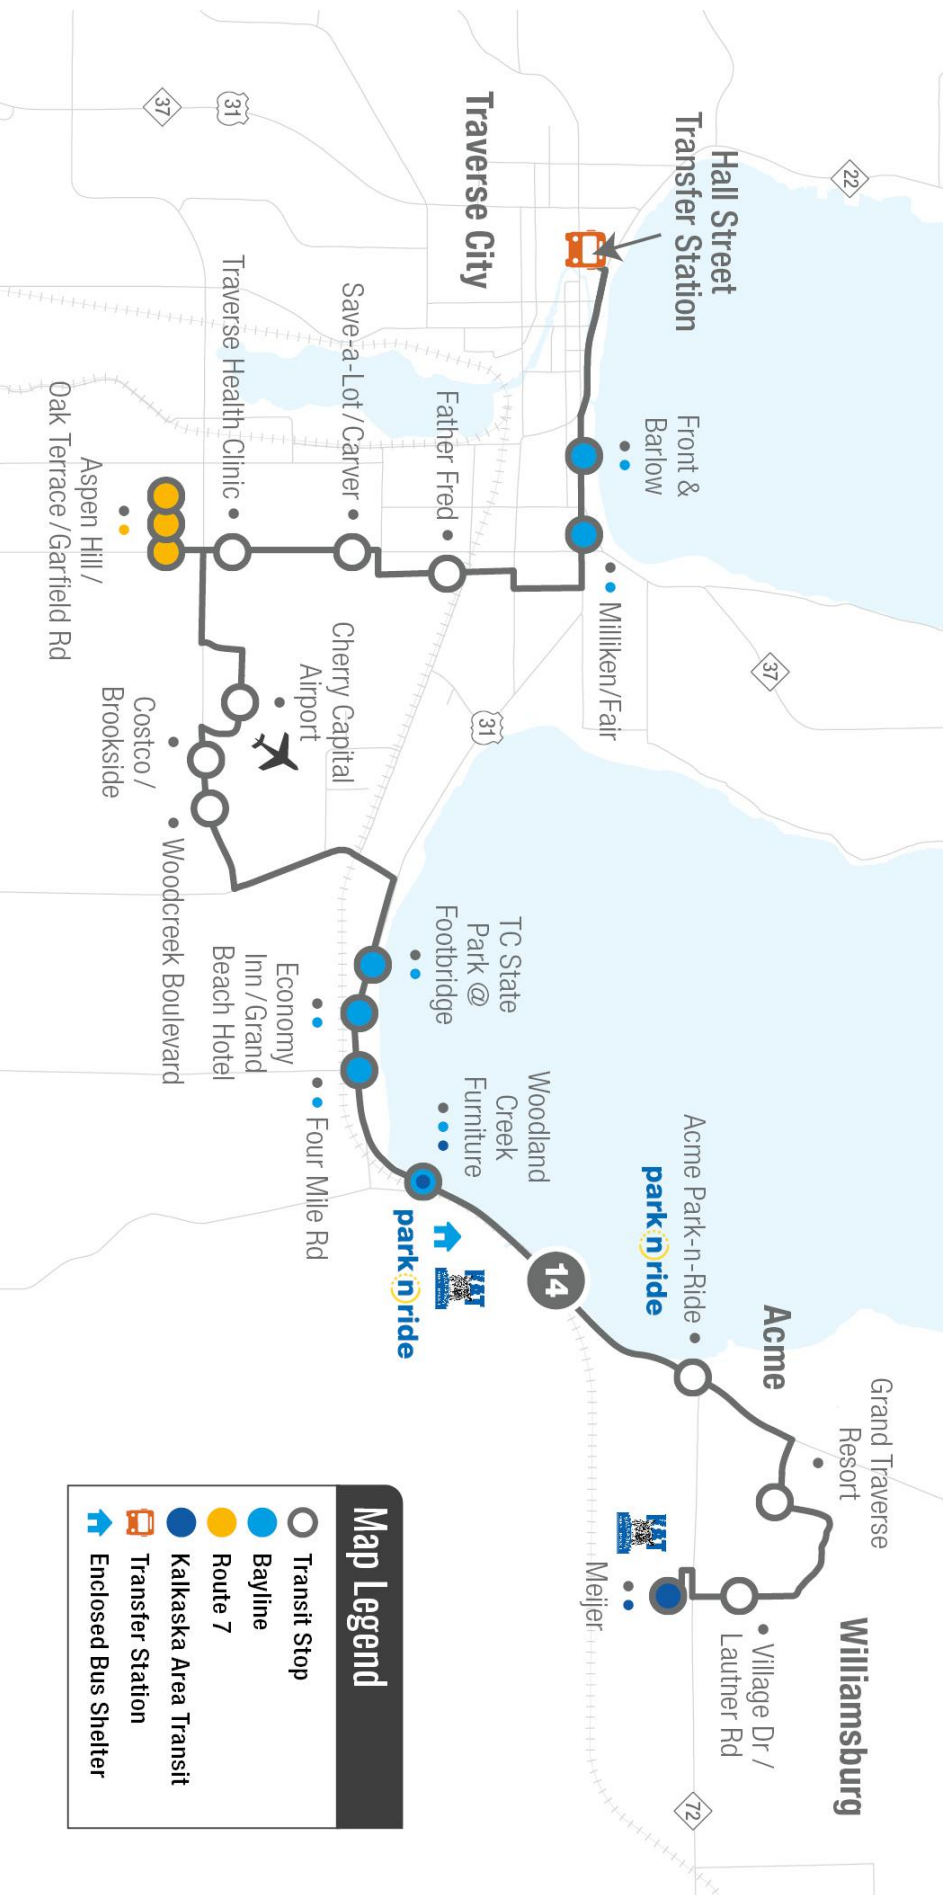 22
Hall Street
Transfer Station
37
31
Traverse City
Front &
Barlow
Milliken/Fair
37
31
Father Fred
Save-a-Lot/Carver
Traverse Health Clinic
Aspen Hill/
Oak Terrace/Garfield Rd
Cherry Capital
Airport
Costco/
Brookside
Woodcreek Boulevard
TC State
Park @
Footbridge
Economy
Inn/Grand
Beach Hotel
Four Mile Rd
Woodland
Creek
Furniture
park n ride
14
Acme Park-n-Ride
park n ride
Acme
Grand Traverse
Resort
Williamsburg
Village Dr/
Lautner Rd
Meijer
72
Map Legend
Transit Stop
Bayline
Route 7
Kalkaska Area Transit
Transfer Station
Enclosed Bus Shelter